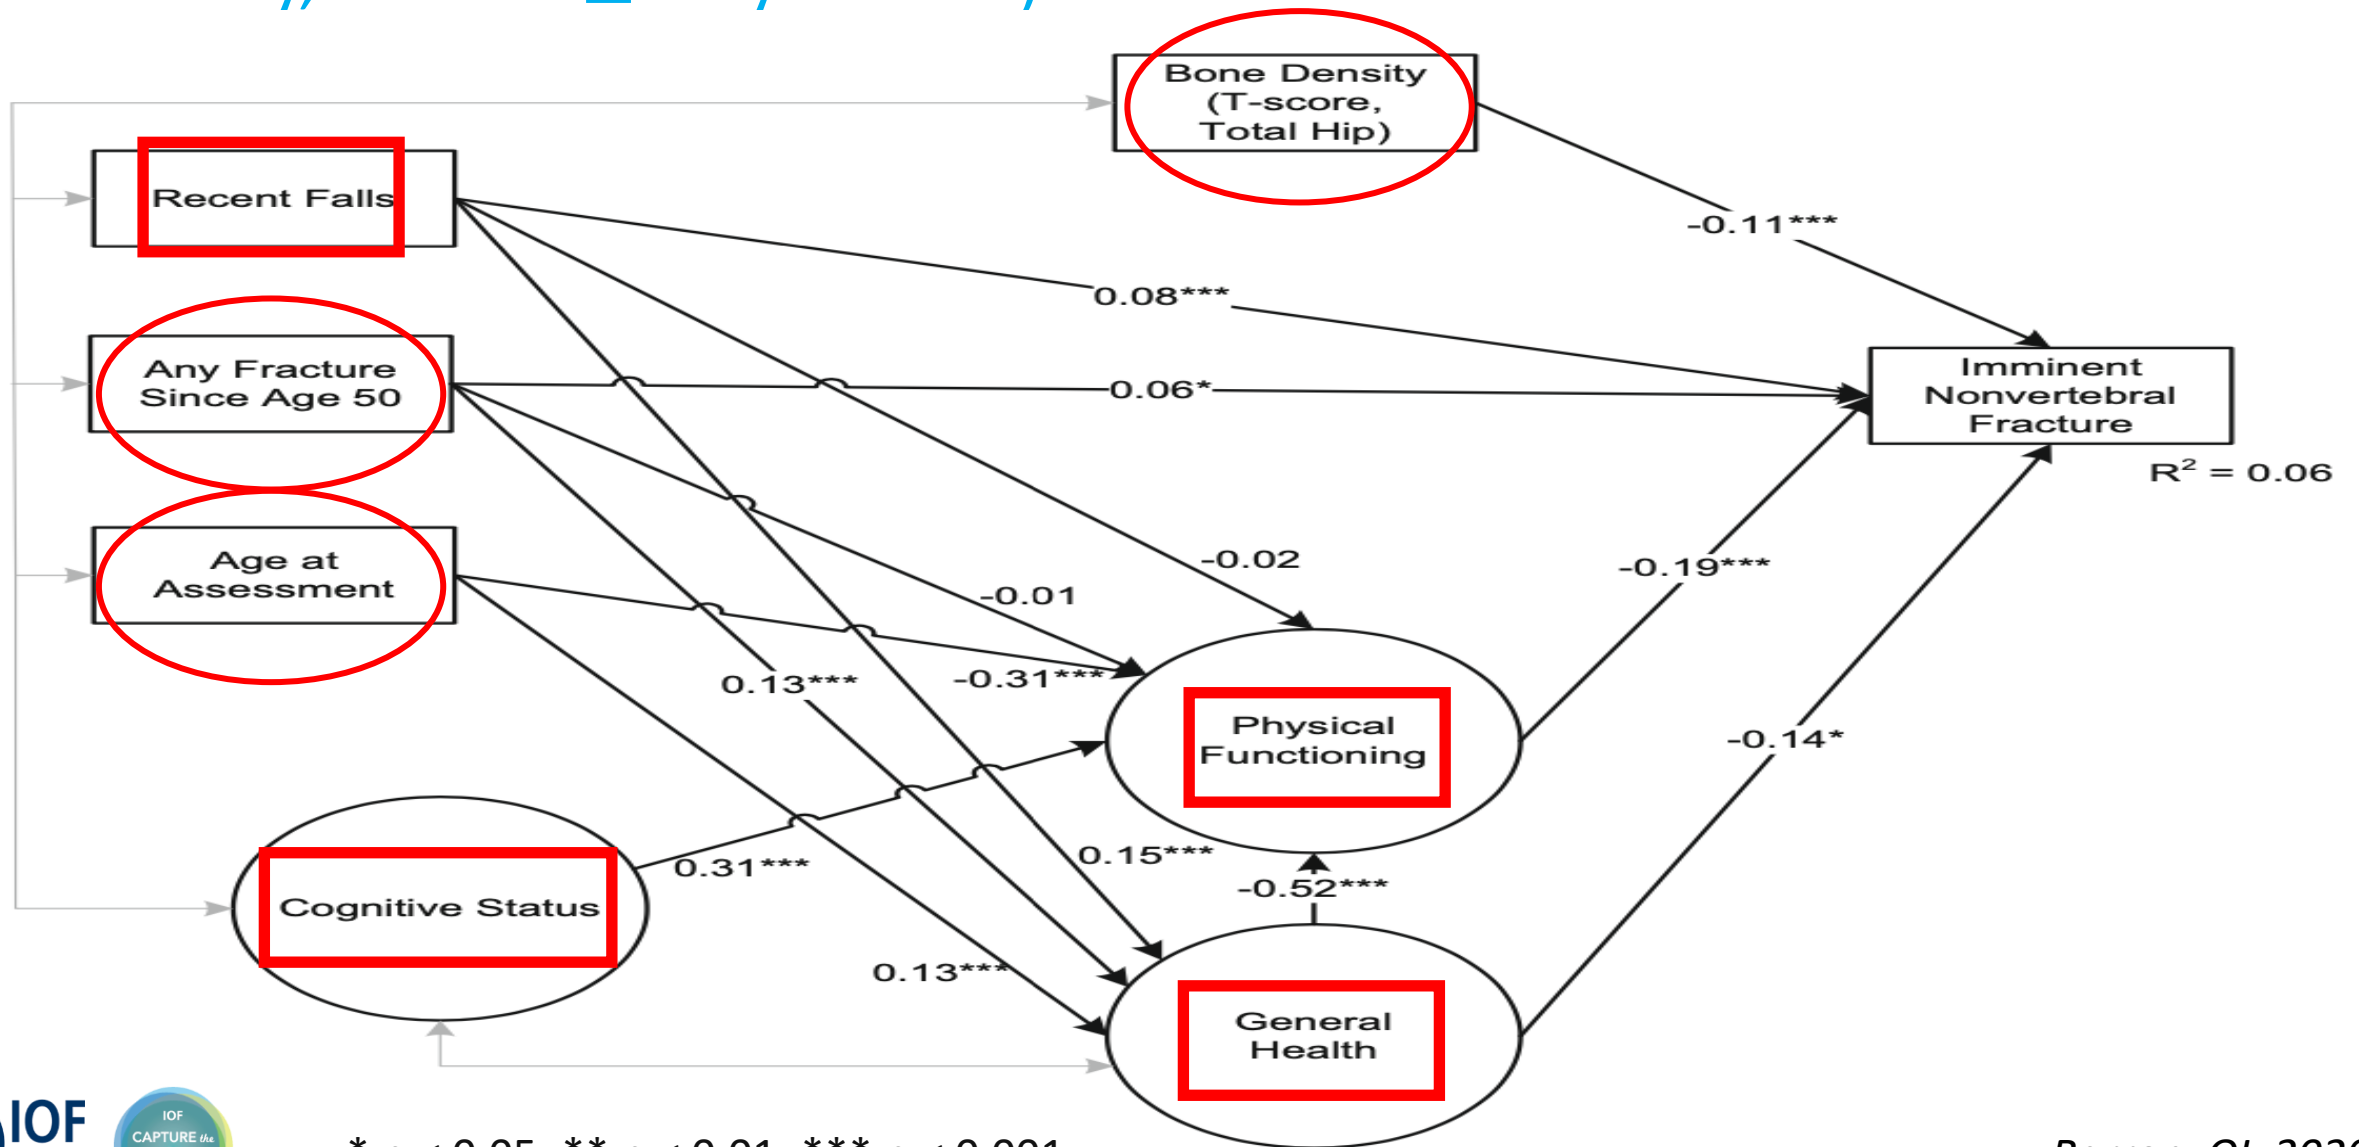 Bone Density
(T-score,
Total Hip)
Recent Falls
-0.11***
0.08***
Any Fracture
Since Age 50
0.06*
Imminent
Nonvertebral
Fracture
R² = 0.06
Age at
Assessment
-0.02
-0.01
-0.19***
0.13***
-0.31***
Physical
Functioning
-0.14*
0.31***
0.15***
-0.52***
Cognitive Status
0.13***
General
Health
IOF
IOF
CAPTURE the